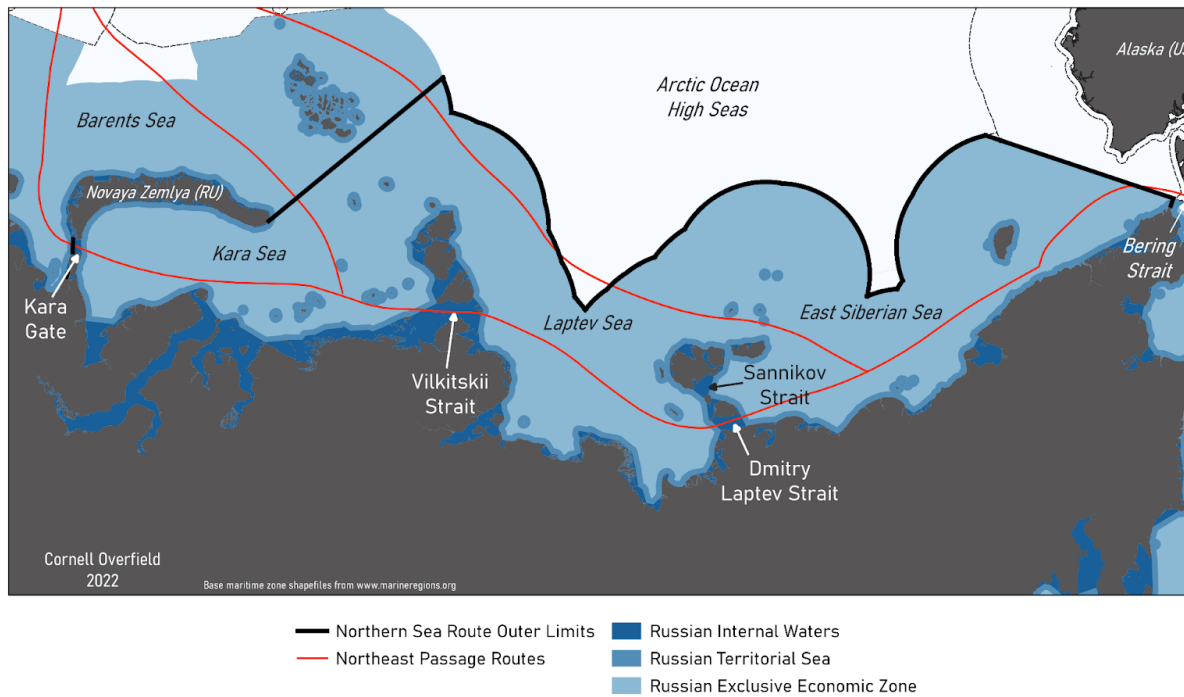 Alaska (U
Arctic Ocean
High Seas
Barents Sea
Novaya Zemlya (RU)
Kara Sea
Bering
Strait
Kara
Gate
Laptev Sea
East Siberian Sea
Vilkitskii
Strait
Sannikov
Strait
Dmitry
Laptev Strait
Cornell Overfield
2022
Base maritime zone shapefiles from www.marineregions.org
Northern Sea Route Outer Limits
Northeast Passage Routes
Russian Internal Waters
Russian Territorial Sea
Russian Exclusive Economic Zone